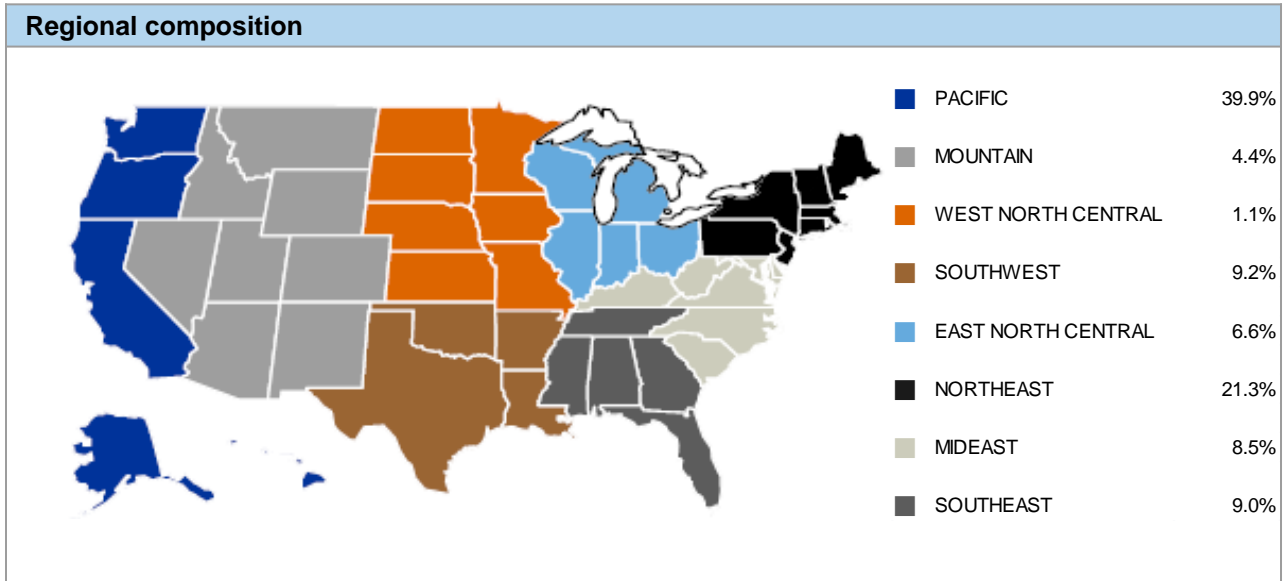 Regional composition
PACIFIC 39.9%
MOUNTAIN 4.4%
WEST NORTH CENTRAL 1.1%
SOUTHWEST 9.2%
EAST NORTH CENTRAL 6.6%
NORTHEAST 21.3%
MIDEAST 8.5%
SOUTHEAST 9.0%